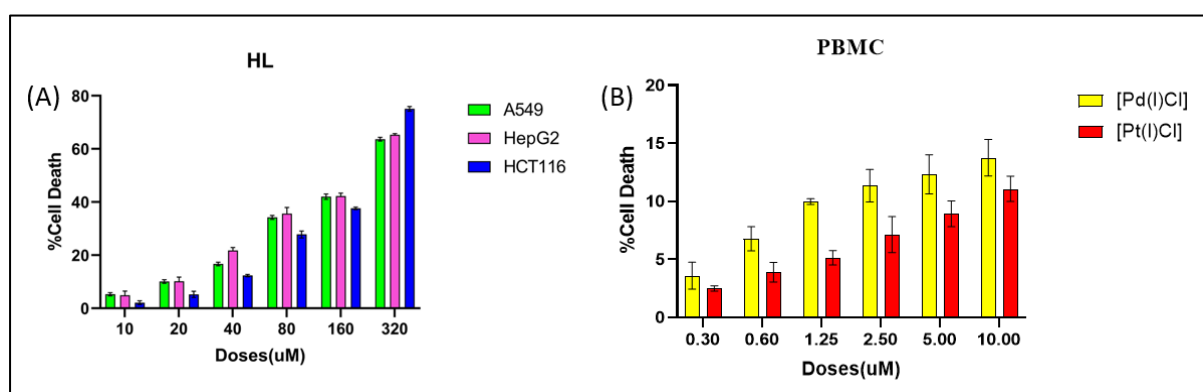 HL
(A)
%Cell Death
80
60
40
20
0
10 20 40 80 160 320
Doses(uM)
A549
HepG2
HCT116
PBMC
(B)
%Cell Death
20
15
10
5
0
0.30 0.60 1.25 2.50 5.00 10.00
Doses(uM)
[Pd(I)Cl]
[Pt(I)Cl]